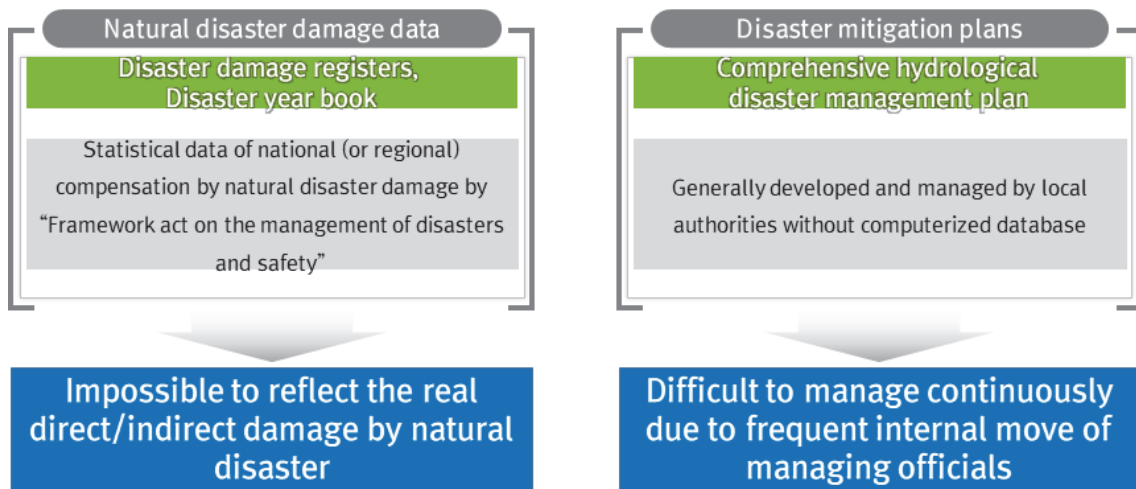 Natural disaster damage data
Disaster damage registers,
Disaster year book
Statistical data of national (or regional)
compensation by natural disaster damage by
“Framework act on the management of disasters
and safety”
Impossible to reflect the real
direct/indirect damage by natural
disaster
Disaster mitigation plans
Comprehensive hydrological
disaster management plan
Generally developed and managed by local
authorities without computerized database
Difficult to manage continuously
due to frequent internal move of
managing officials